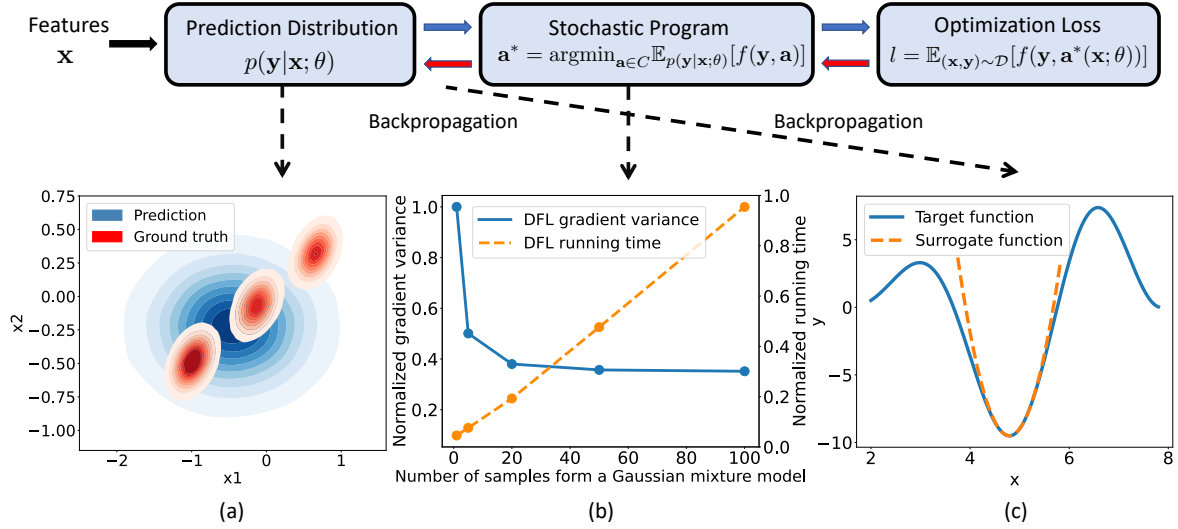 Features
x
Prediction Distribution
p(y|x; θ)
Stochastic Program
a* = argmin_{a∈C} 𝔼_{p(y|x;θ)}[f(y, a)]
Optimization Loss
l = 𝔼_{(x,y)∼𝒟}[f(y, a*(x; θ))]
Backpropagation
Backpropagation
0.75
0.50
0.25
0.00
−0.25
−0.50
−0.75
−1.00
x2
Prediction
Ground truth
−2
−1
0
1
x1
(a)
1.0
0.8
0.6
0.4
0.2
Normalized gradient variance
DFL gradient variance
DFL running time
1.0
0.8
0.6
0.4
0.2
0.0
Normalized running time
0
20
40
60
80
100
Number of samples form a Gaussian mixture model
(b)
5
0
−5
−10
y
Target function
Surrogate function
2
4
6
8
x
(c)